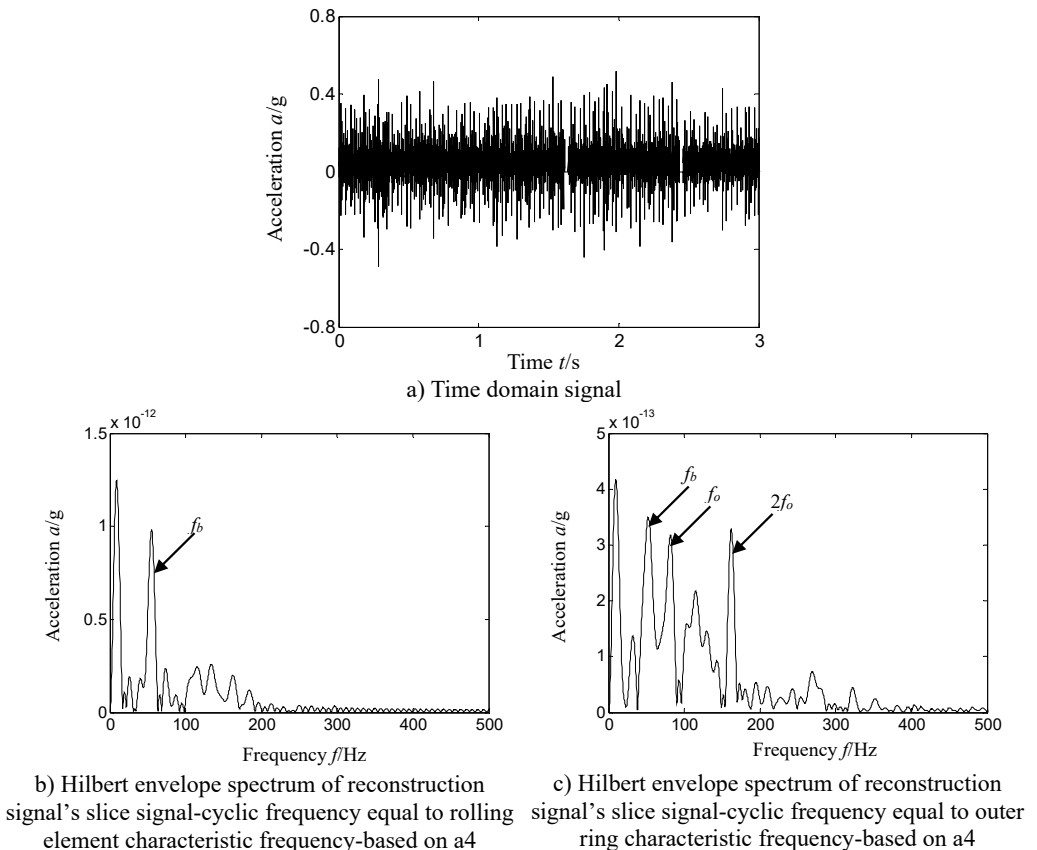 0.8
0.4
0
-0.4
-0.8
Acceleration a/g
0 1 2 3
Time t/s
a) Time domain signal
x 10-12
1.5
1
0.5
0
Acceleration a/g
fb
0 100 200 300 400 500
Frequency f/Hz
b) Hilbert envelope spectrum of reconstruction
signal’s slice signal-cyclic frequency equal to rolling
element characteristic frequency-based on a4
x 10-13
5
4
3
2
1
0
Acceleration a/g
fb
fo
2fo
0 100 200 300 400 500
Frequency f/Hz
c) Hilbert envelope spectrum of reconstruction
signal’s slice signal-cyclic frequency equal to outer
ring characteristic frequency-based on a4